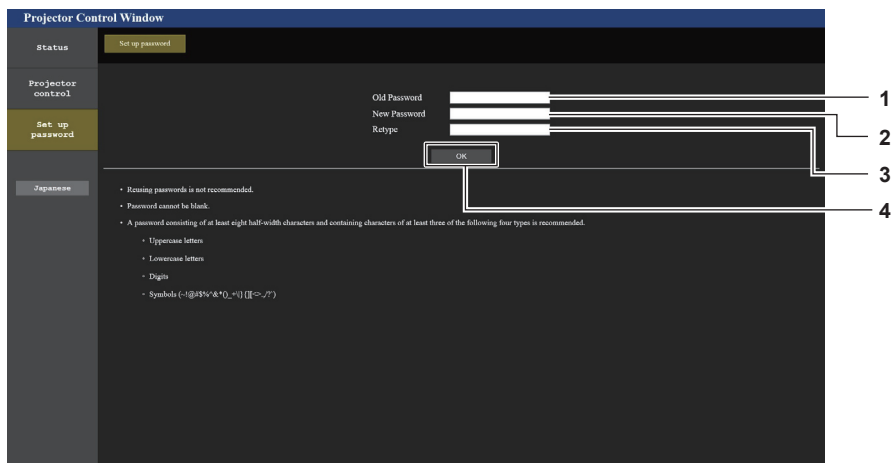 Projector Control Window
Status
Set up password
Projector
control
Set up
password
Japanese
Old Password
New Password
Retype
OK
1
2
3
4
• Reusing passwords is not recommended.
• Password cannot be blank.
• A password consisting of at least eight half-width characters and containing characters of at least three of the following four types is recommended.
• Uppercase letters
• Lowercase letters
• Digits
• Symbols (~!@#$%^&*()_+\|}{][<>.,/?`)